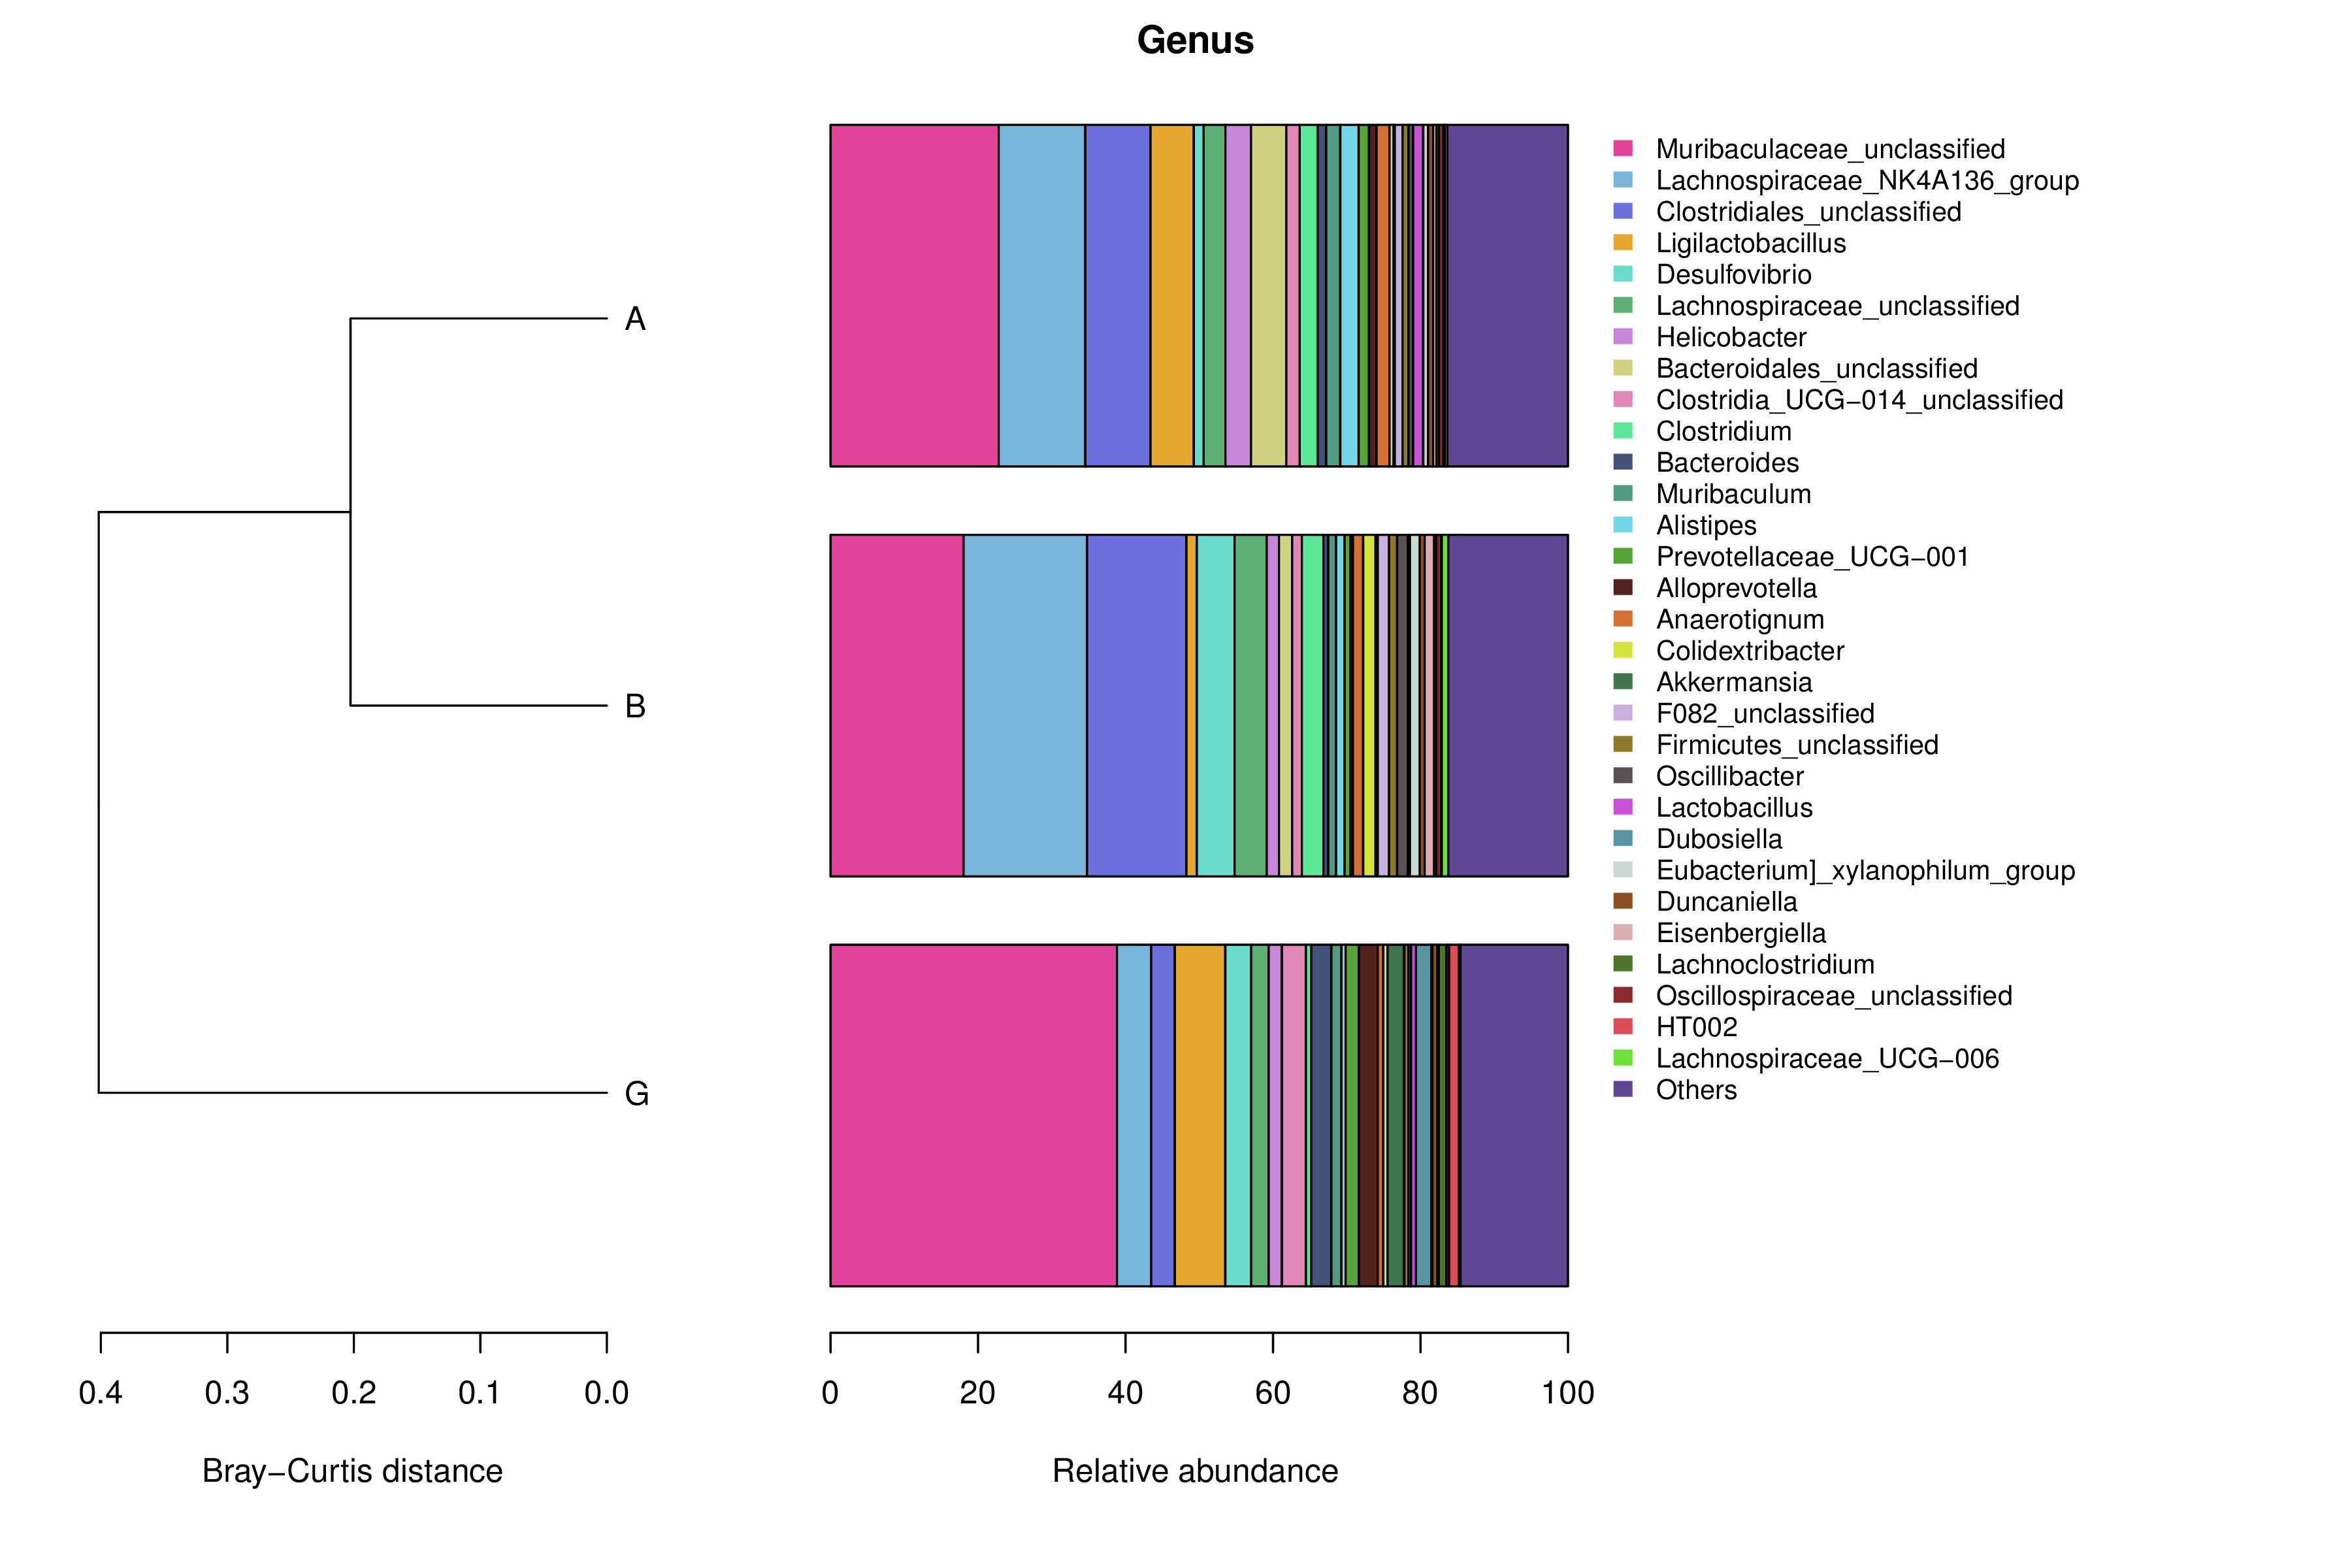 Genus
A
B
G
0.4 0.3 0.2 0.1 0.0
Bray−Curtis distance
0 20 40 60 80 100
Relative abundance
Muribaculaceae_unclassified
Lachnospiraceae_NK4A136_group
Clostridiales_unclassified
Ligilactobacillus
Desulfovibrio
Lachnospiraceae_unclassified
Helicobacter
Bacteroidales_unclassified
Clostridia_UCG−014_unclassified
Clostridium
Bacteroides
Muribaculum
Alistipes
Prevotellaceae_UCG−001
Alloprevotella
Anaerotignum
Colidextribacter
Akkermansia
F082_unclassified
Firmicutes_unclassified
Oscillibacter
Lactobacillus
Dubosiella
Eubacterium]_xylanophilum_group
Duncaniella
Eisenbergiella
Lachnoclostridium
Oscillospiraceae_unclassified
HT002
Lachnospiraceae_UCG−006
Others